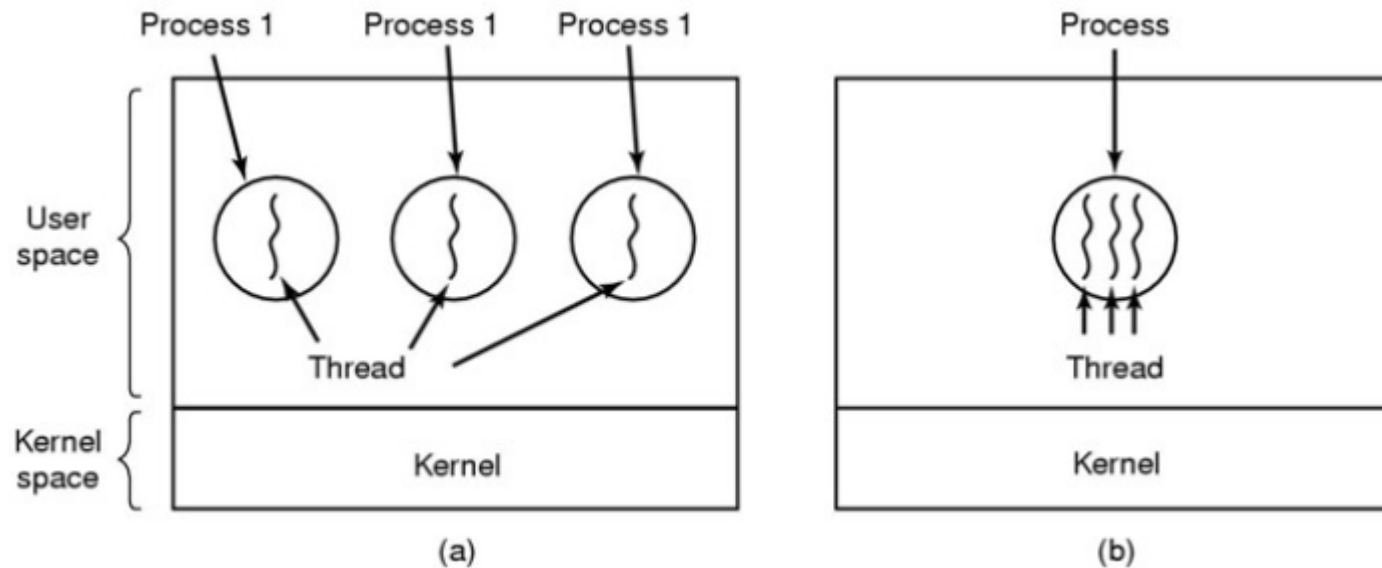 Process 1 Process 1 Process 1 Process
User
space
Thread Thread
Kernel
space
Kernel Kernel
(a) (b)